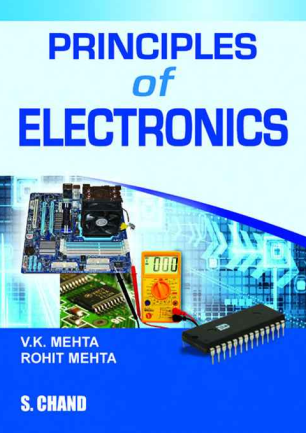 PRINCIPLES
of
ELECTRONICS
V.K. MEHTA
ROHIT MEHTA
S. CHAND